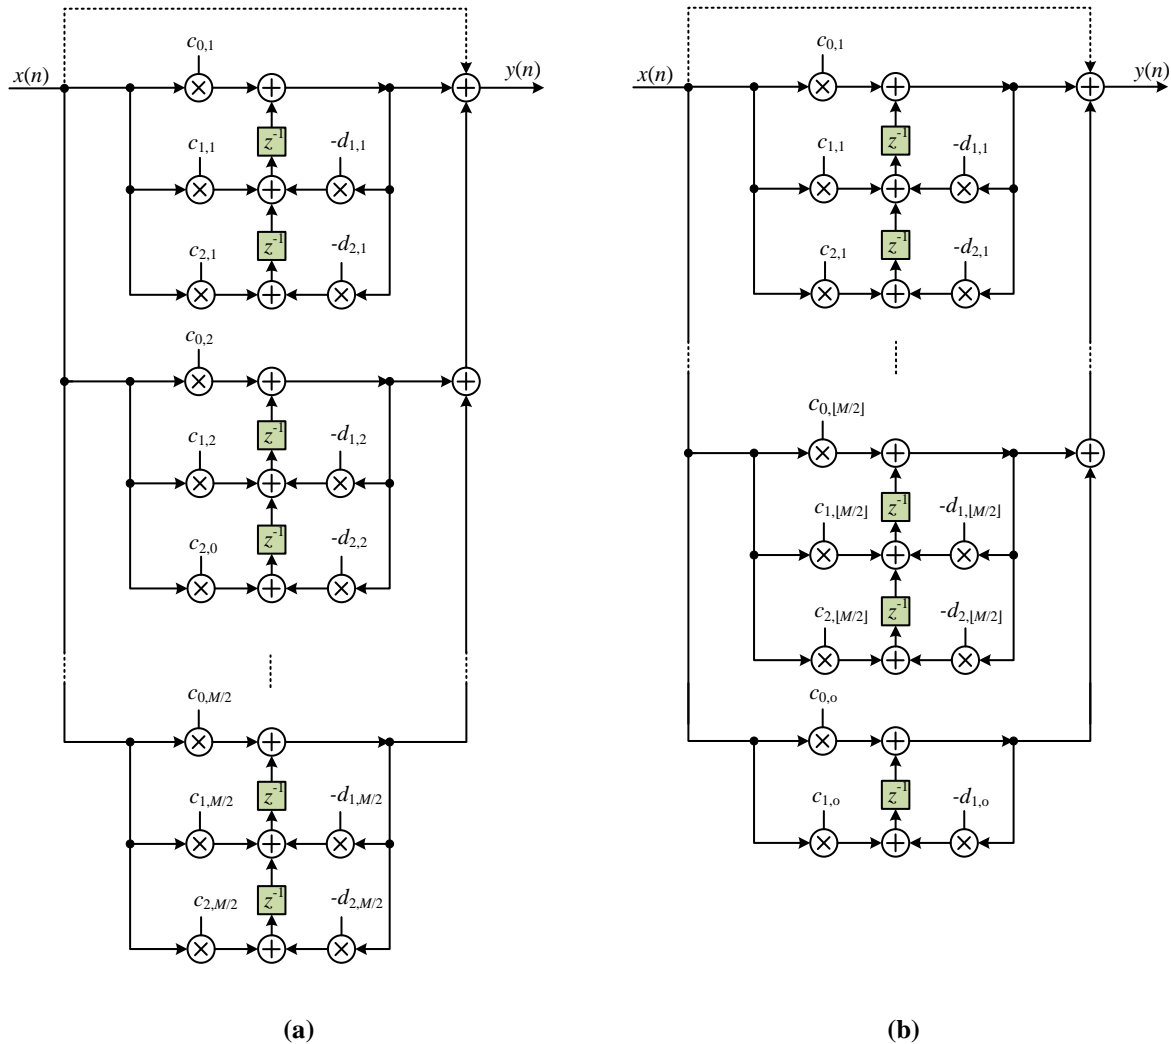 c0,1
x(n)
y(n)
z-1
c1,1
-d1,1
z-1
c2,1
-d2,1
c0,2
z-1
c1,2
-d1,2
z-1
c2,0
-d2,2
c0,M/2
z-1
c1,M/2
-d1,M/2
z-1
c2,M/2
-d2,M/2
(a)
c0,1
x(n)
y(n)
z-1
c1,1
-d1,1
z-1
c2,1
-d2,1
c0,⌊M/2⌋
z-1
c1,⌊M/2⌋
-d1,⌊M/2⌋
z-1
c2,⌊M/2⌋
-d2,⌊M/2⌋
c0,o
z-1
c1,o
-d1,o
(b)